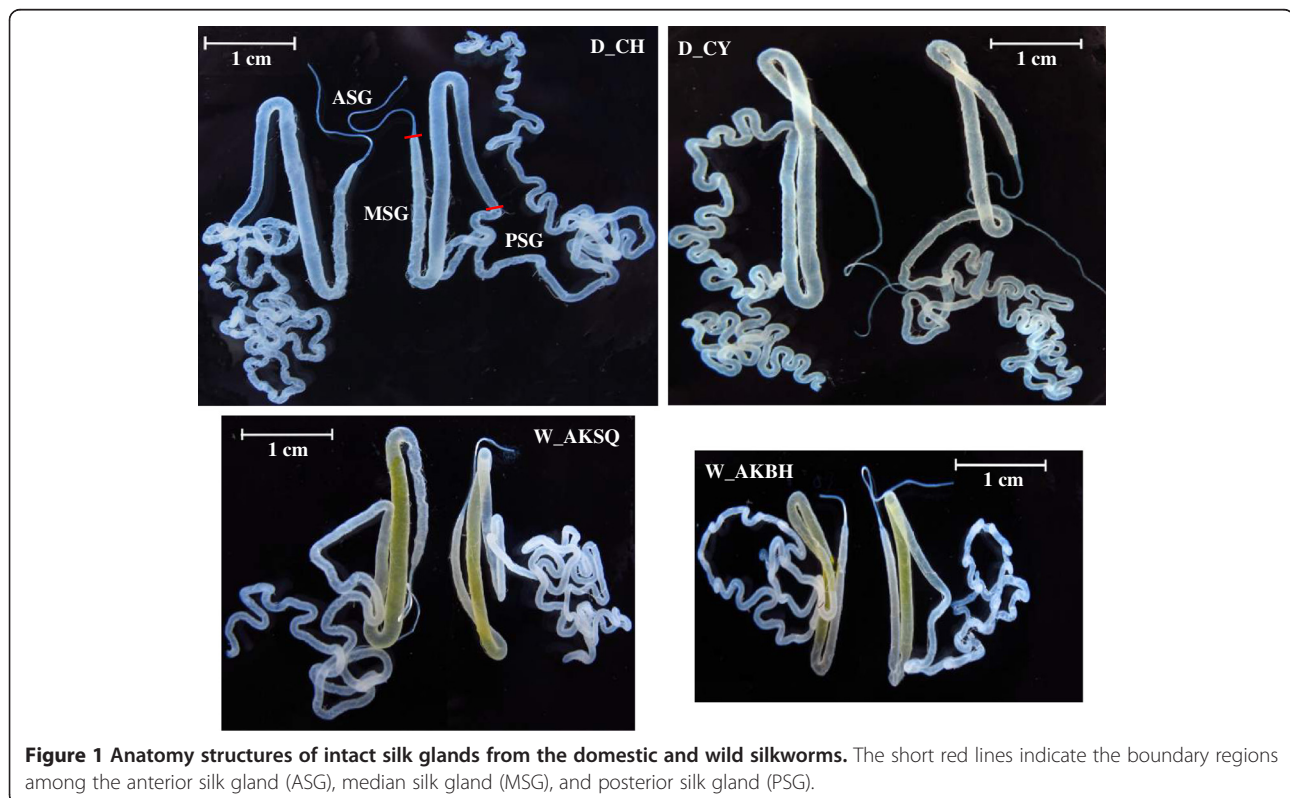 1 cm
D_CH
ASG
MSG
PSG
D_CY
1 cm
W_AKSQ
1 cm
W_AKBH
1 cm
Figure 1 Anatomy structures of intact silk glands from the domestic and wild silkworms. The short red lines indicate the boundary regions
among the anterior silk gland (ASG), median silk gland (MSG), and posterior silk gland (PSG).